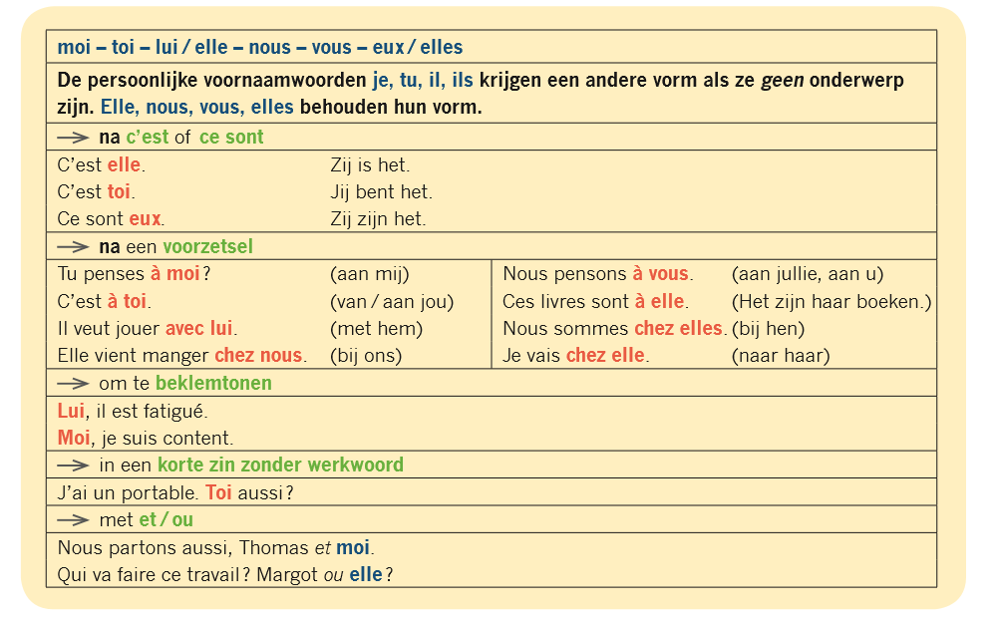 moi – toi – lui / elle – nous – vous – eux / elles
De persoonlijke voornaamwoorden je, tu, il, ils krijgen een andere vorm als ze geen onderwerp
zijn. Elle, nous, vous, elles behouden hun vorm.
→ na c'est of ce sont
C'est elle. Zij is het.
C'est toi. Jij bent het.
Ce sont eux. Zij zijn het.
→ na een voorzetsel
Tu penses à moi ? (aan mij) Nous pensons à vous. (aan jullie, aan u)
C'est à toi. (van / aan jou) Ces livres sont à elle. (Het zijn haar boeken.)
Il veut jouer avec lui. (met hem) Nous sommes chez elles. (bij hen)
Elle vient manger chez nous. (bij ons) Je vais chez elle. (naar haar)
→ om te beklemtonen
Lui, il est fatigué.
Moi, je suis content.
→ in een korte zin zonder werkwoord
J'ai un portable. Toi aussi ?
→ met et / ou
Nous partons aussi, Thomas et moi.
Qui va faire ce travail ? Margot ou elle ?